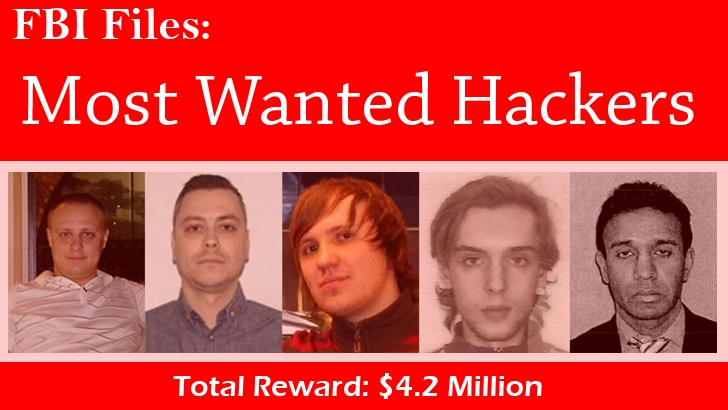 FBI Files:
Most Wanted Hackers
Total Reward: $4.2 Million